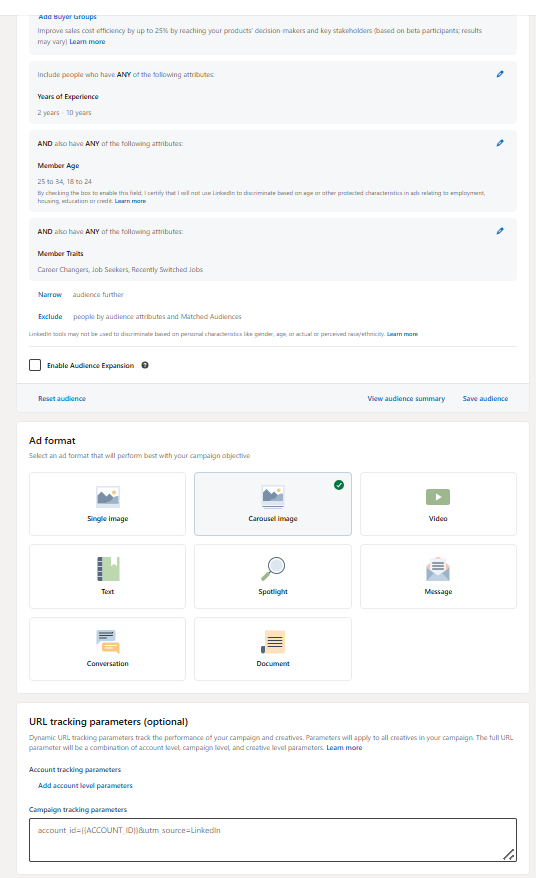 Add Buyer Groups
Improve sales cost efficiency by up to 25% by reaching your products' decision-makers and key stakeholders (based on beta participants; results
may vary) Learn more
Include people who have ANY of the following attributes:
Years of Experience
2 years - 10 years
AND also have ANY of the following attributes:
Member Age
25 to 34, 18 to 24
By checking the box to enable this field, I certify that I will not use LinkedIn to discriminate based on age or other protected characteristics in ads relating to employment,
housing, education or credit. Learn more
AND also have ANY of the following attributes:
Member Traits
Career Changers, Job Seekers, Recently Switched Jobs
Narrow audience further
Exclude people by audience attributes and Matched Audiences
LinkedIn tools may not be used to discriminate based on personal characteristics like gender, age, or actual or perceived race/ethnicity. Learn more
Enable Audience Expansion ?
Reset audience View audience summary Save audience
Ad format
Select an ad format that will perform best with your campaign objective
Single image Carousel image Video
Text Spotlight Message
Conversation Document
URL tracking parameters (optional)
Dynamic URL tracking parameters track the performance of your campaign and creatives. Parameters will apply to all creatives in your campaign. The full URL
parameter will be a combination of account level, campaign level, and creative level parameters. Learn more
Account tracking parameters
Add account level parameters
Campaign tracking parameters
account_id={{ACCOUNT_ID}}&utm_source=LinkedIn